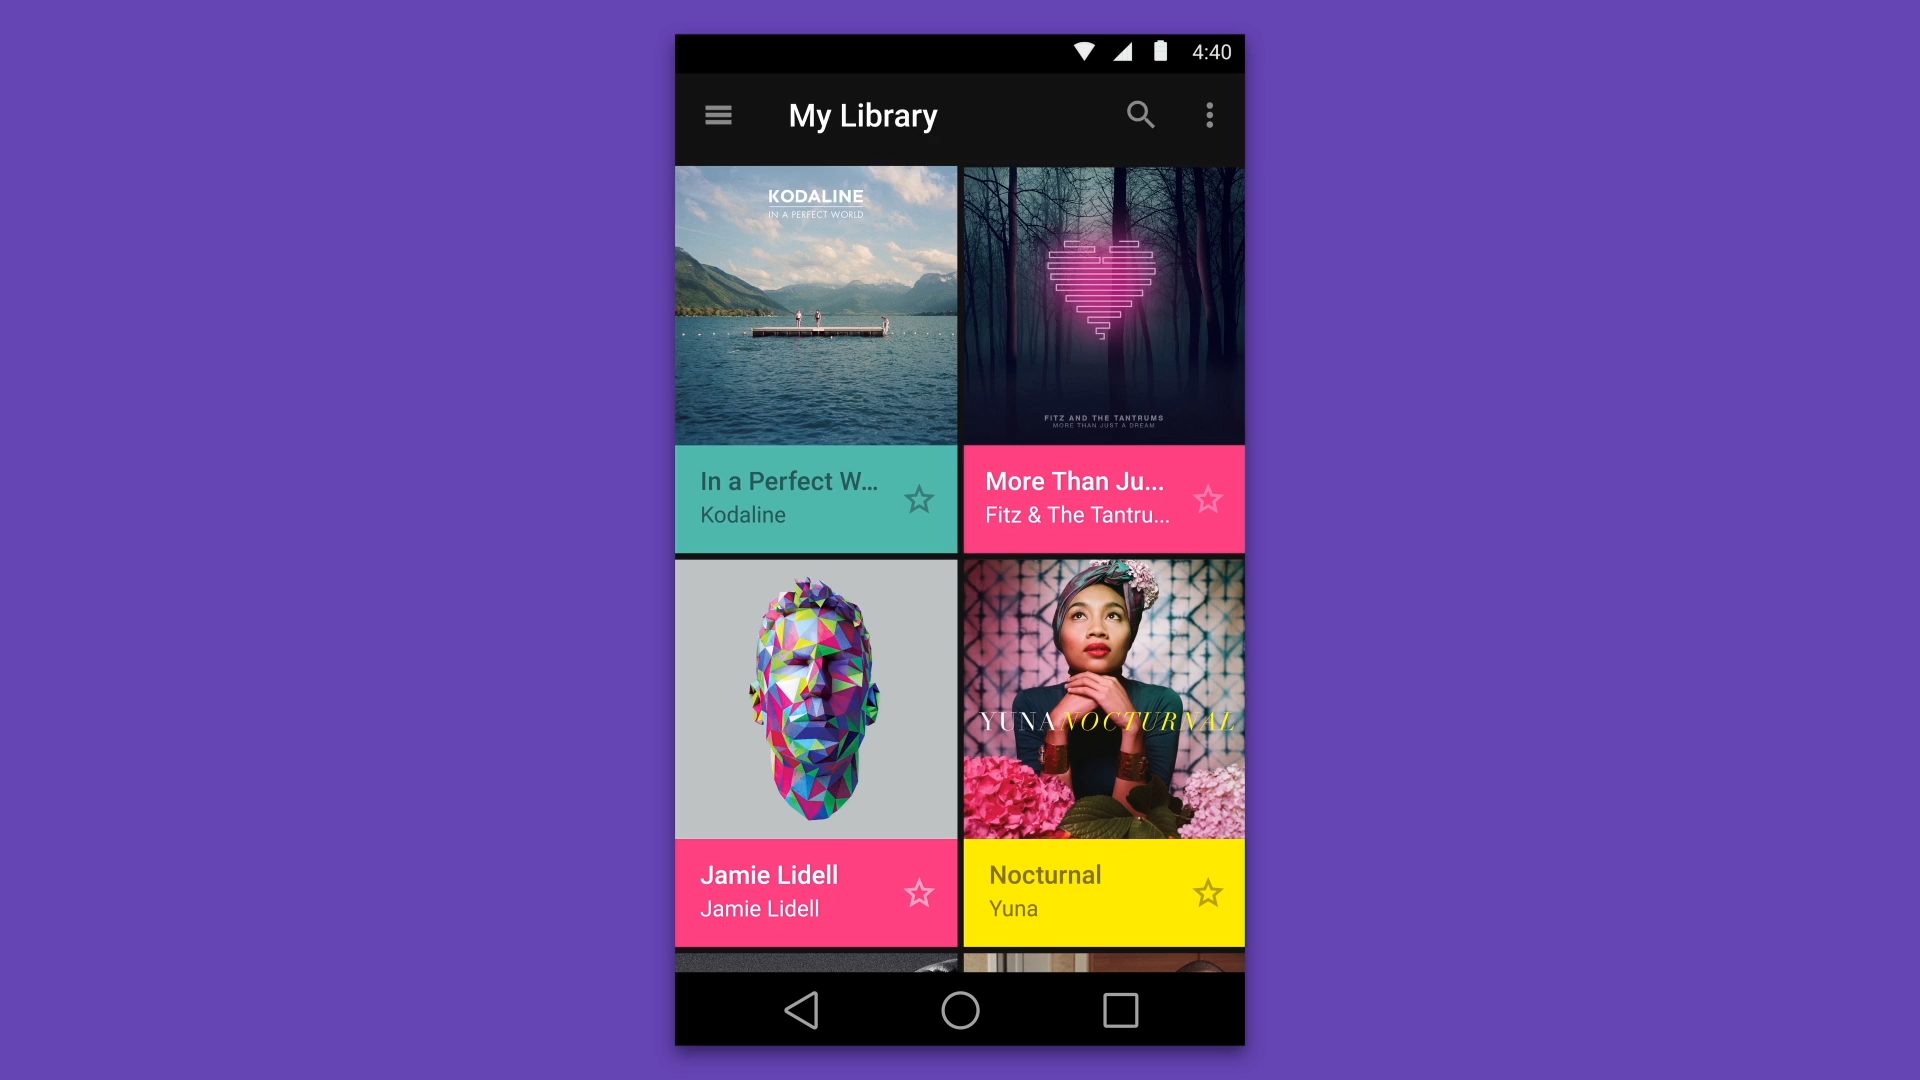 4:40
My Library
KODALINE
IN A PERFECT WORLD
FITZ AND THE TANTRUMS
MORE THAN JUST A DREAM
In a Perfect W...
Kodaline
More Than Ju...
Fitz & The Tantru...
YUNA NOCTURNAL
Jamie Lidell
Jamie Lidell
Nocturnal
Yuna